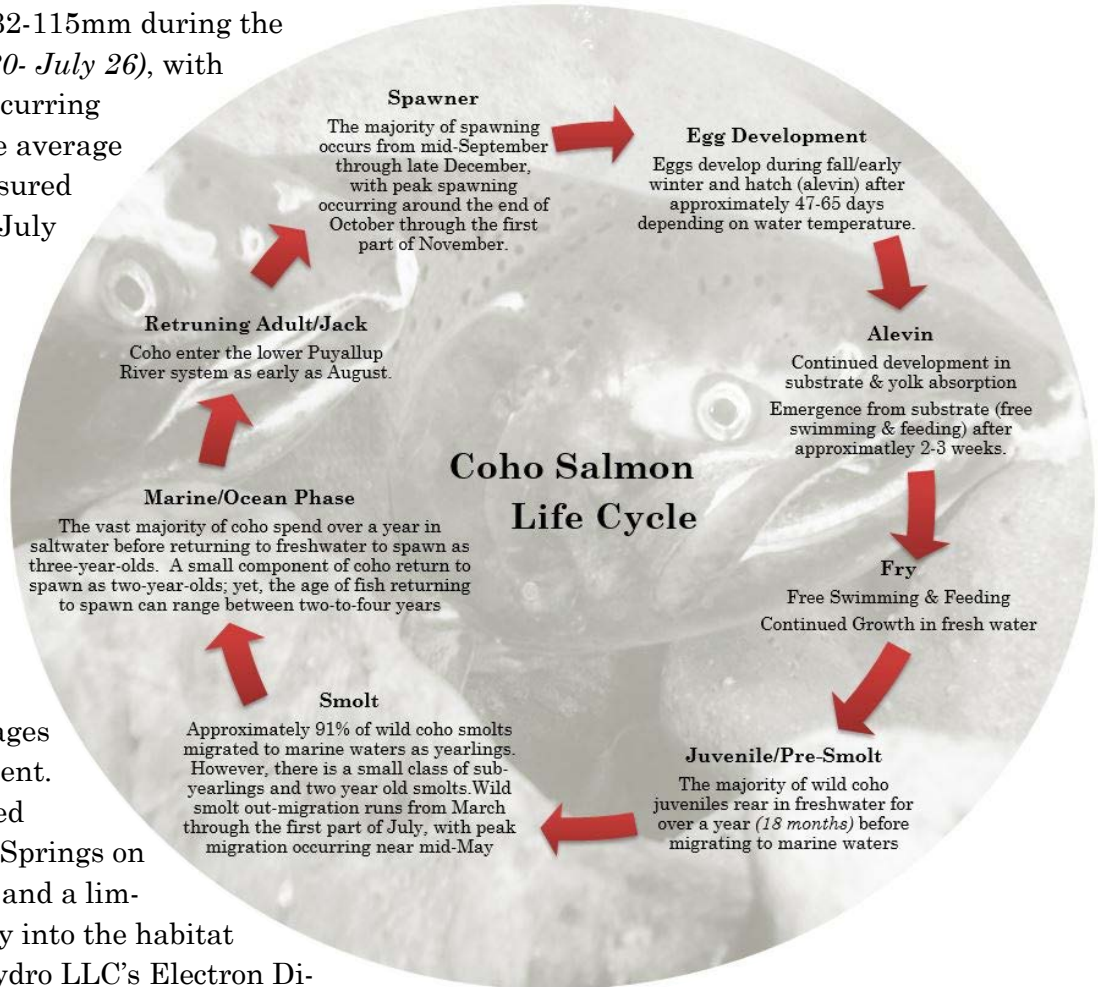 32-115mm during the
20- July 26), with
curring
e average
sured
July
ages
ent.
ed
Springs on
and a lim-
y into the habitat
ydro LLC's Electron Di-
Spawner
The majority of spawning
occurs from mid-September
through late December,
with peak spawning
occurring around the end of
October through the first
part of November.
Egg Development
Eggs develop during fall/early
winter and hatch (alevin) after
approximately 47-65 days
depending on water temperature.
Alevin
Continued development in
substrate & yolk absorption
Emergence from substrate (free
swimming & feeding) after
approximatley 2-3 weeks.
Fry
Free Swimming & Feeding
Continued Growth in fresh water
Juvenile/Pre-Smolt
The majority of wild coho
juveniles rear in freshwater for
over a year (18 months) before
migrating to marine waters
Smolt
Approximately 91% of wild coho smolts
migrated to marine waters as yearlings.
However, there is a small class of sub-
yearlings and two year old smolts.Wild
smolt out-migration runs from March
through the first part of July, with peak
migration occurring near mid-May
Marine/Ocean Phase
The vast majority of coho spend over a year in
saltwater before returning to freshwater to spawn as
three-year-olds. A small component of coho return to
spawn as two-year-olds; yet, the age of fish returning
to spawn can range between two-to-four years
Retruning Adult/Jack
Coho enter the lower Puyallup
River system as early as August.
Coho Salmon
Life Cycle